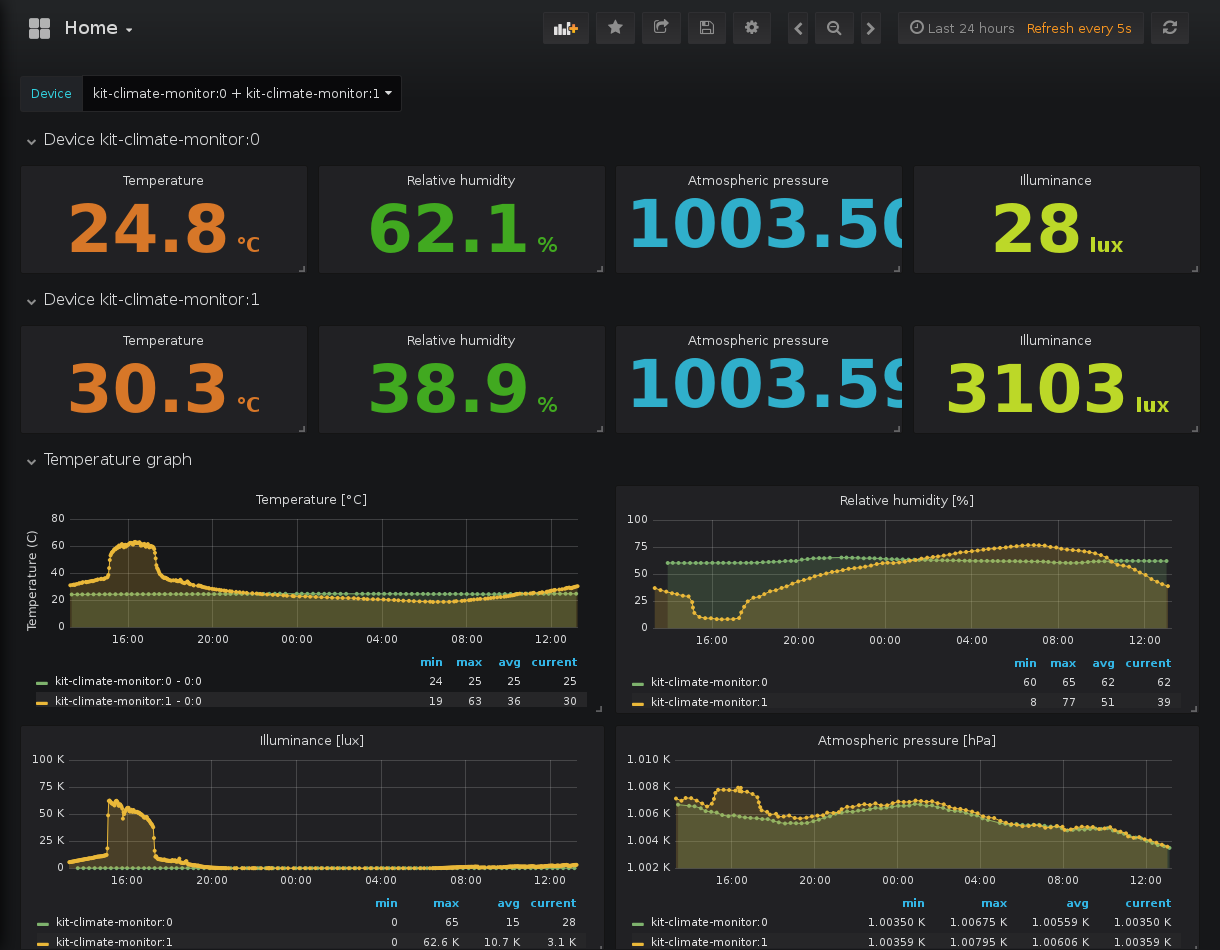 Home
Last 24 hours Refresh every 5s
Device kit-climate-monitor:0 + kit-climate-monitor:1
Device kit-climate-monitor:0
Temperature Relative humidity Atmospheric pressure Illuminance
24.8 °C 62.1 % 1003.50 28 lux
Device kit-climate-monitor:1
Temperature Relative humidity Atmospheric pressure Illuminance
30.3 °C 38.9 % 1003.59 3103 lux
Temperature graph
Temperature [°C]
Temperature (C)
80
60
40
20
0
16:00 20:00 00:00 04:00 08:00 12:00
min max avg current
kit-climate-monitor:0 - 0:0 24 25 25 25
kit-climate-monitor:1 - 0:0 19 63 36 30
Relative humidity [%]
100
75
50
25
0
16:00 20:00 00:00 04:00 08:00 12:00
min max avg current
kit-climate-monitor:0 60 65 62 62
kit-climate-monitor:1 8 77 51 39
Illuminance [lux]
100 K
75 K
50 K
25 K
0
16:00 20:00 00:00 04:00 08:00 12:00
min max avg current
kit-climate-monitor:0 0 65 15 28
kit-climate-monitor:1 0 62.6 K 10.7 K 3.1 K
Atmospheric pressure [hPa]
1.010 K
1.008 K
1.006 K
1.004 K
1.002 K
16:00 20:00 00:00 04:00 08:00 12:00
min max avg current
kit-climate-monitor:0 1.00350 K 1.00675 K 1.00559 K 1.00350 K
kit-climate-monitor:1 1.00359 K 1.00795 K 1.00606 K 1.00359 K